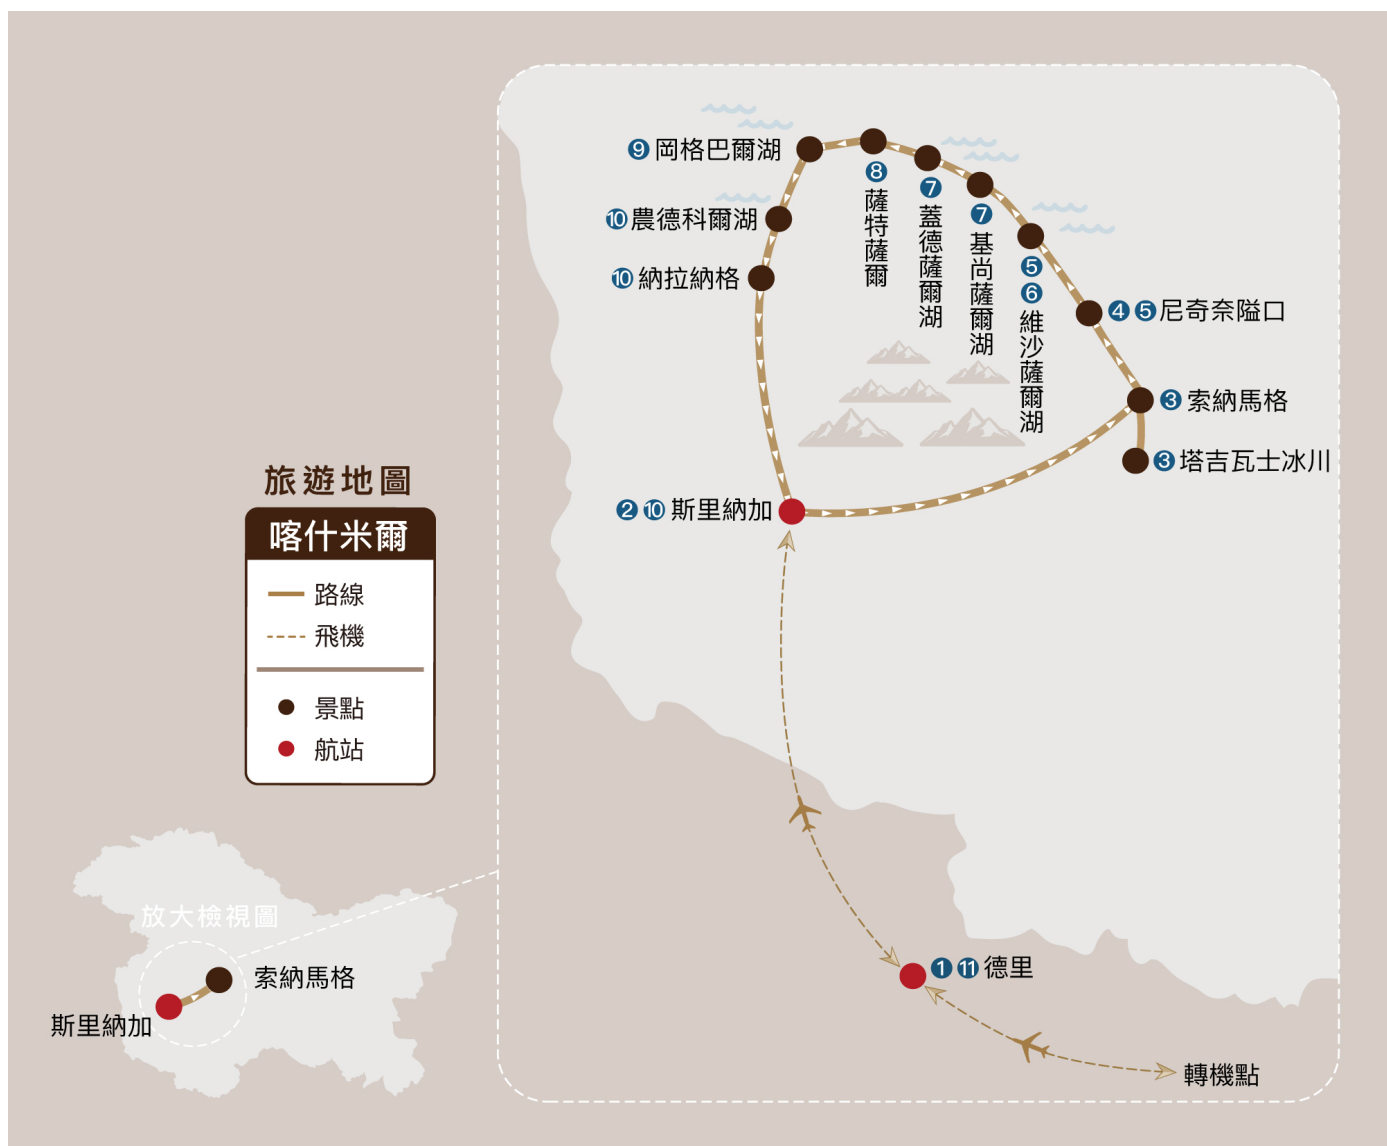 ❾岡格巴爾湖
❿農德科爾湖
❿納拉納格
❽薩特薩爾
❼蓋德薩爾湖
❼基尚薩爾湖
❺❻維沙薩爾湖
❹❺尼奇奈隘口
❸索納馬格
❸塔吉瓦士冰川
❷❿斯里納加
旅遊地圖
喀什米爾
路線
飛機
景點
航站
放大檢視圖
索納馬格
斯里納加
❶⓫德里
轉機點